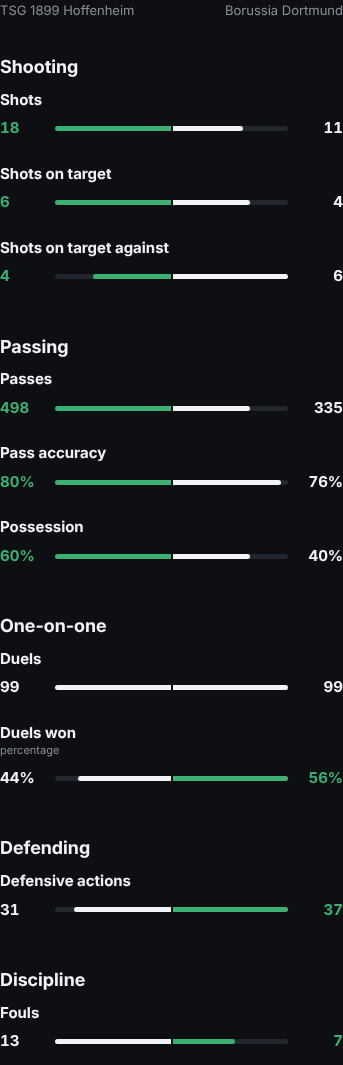 TSG 1899 Hoffenheim Borussia Dortmund
Shooting
Shots
18 11
Shots on target
6 4
Shots on target against
4 6
Passing
Passes
498 335
Pass accuracy
80% 76%
Possession
60% 40%
One-on-one
Duels
99 99
Duels won
percentage
44% 56%
Defending
Defensive actions
31 37
Discipline
Fouls
13 7